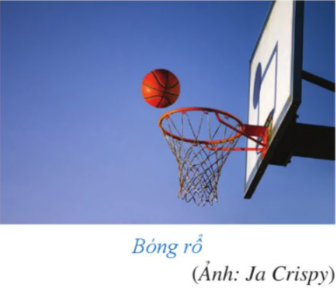 Bóng rổ
(Ảnh: Ja Crispy)